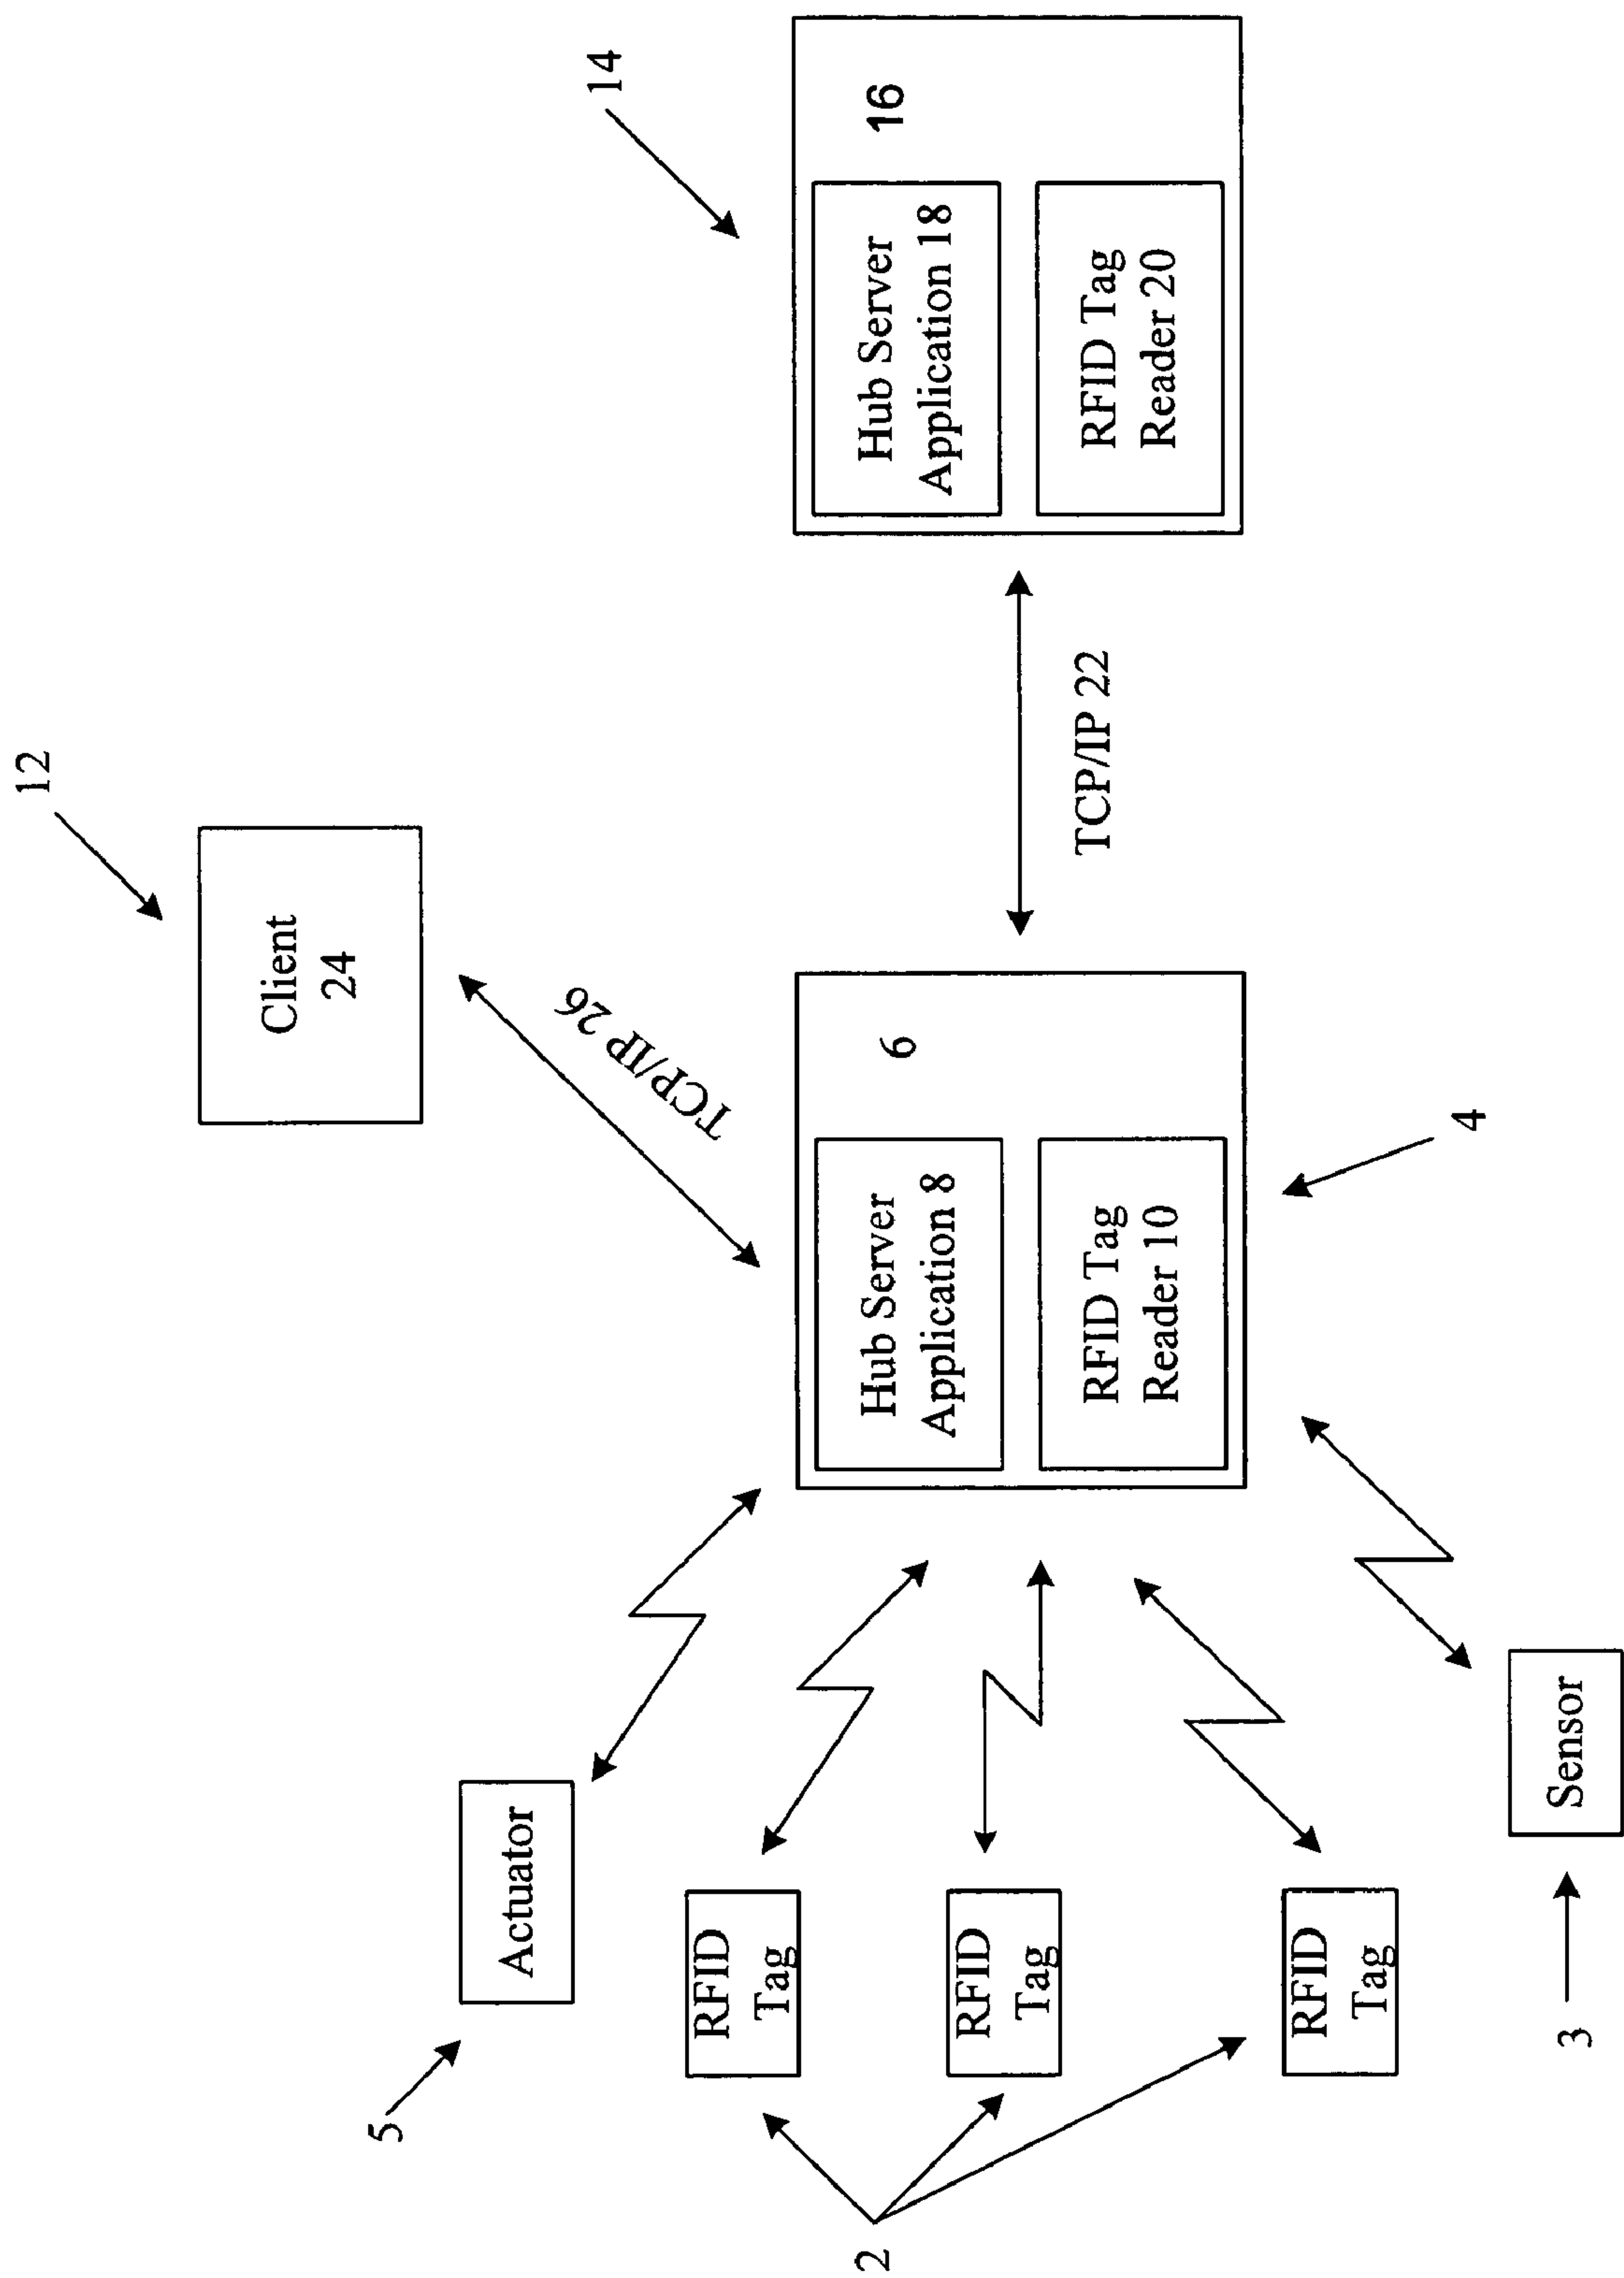 12
14
Client
24
TCP/IP 26
5
Actuator
Hub Server
Application 8
6
Hub Server
Application 18
16
RFID
Tag
RFID
Tag
RFID
Tag
2
RFID Tag
Reader 10
RFID Tag
Reader 20
TCP/IP 22
4
Sensor
3